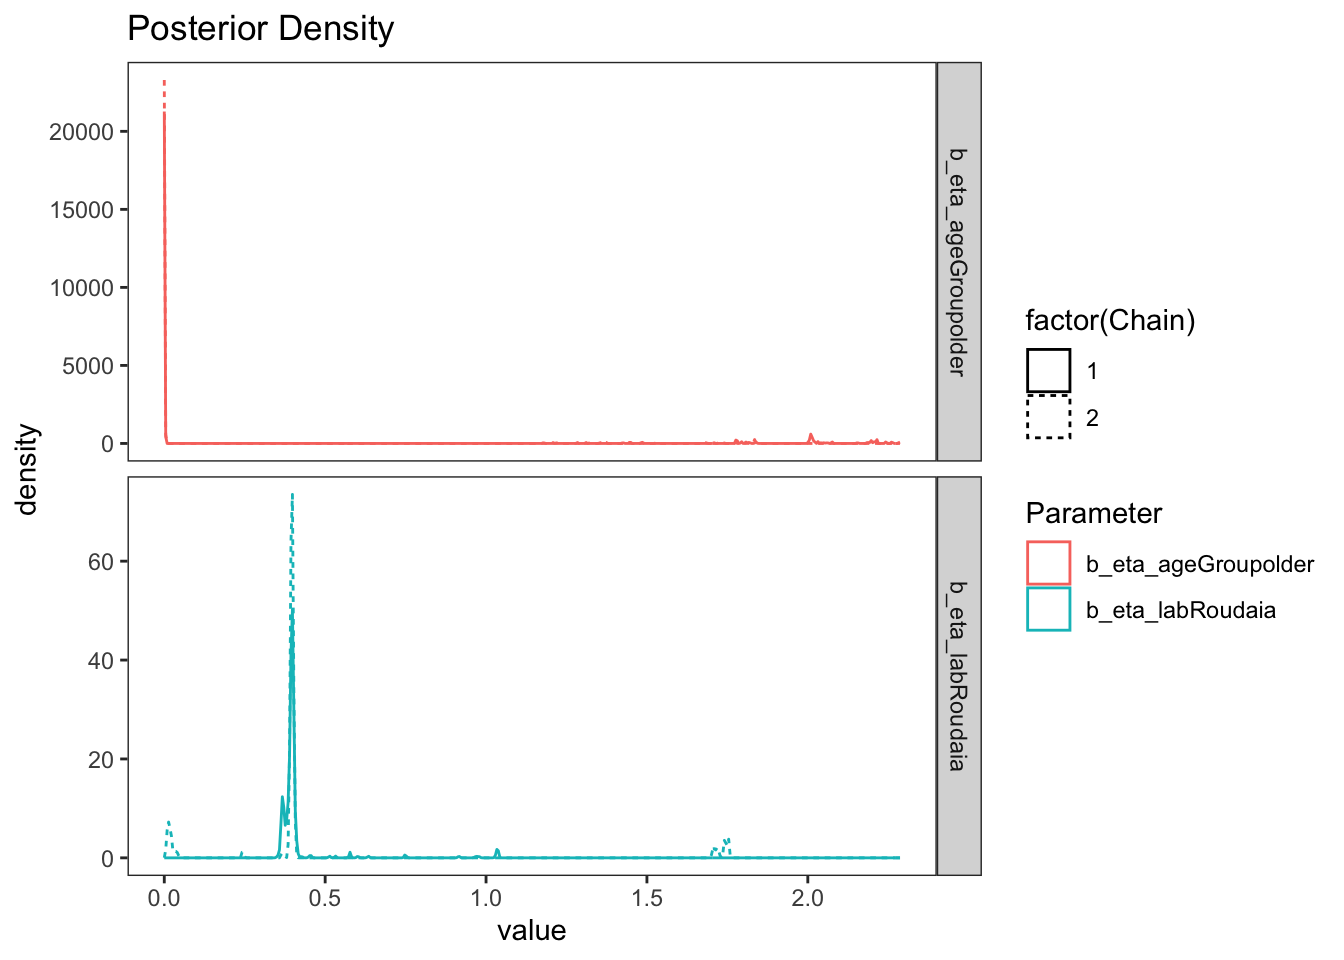 Posterior Density
density
20000
15000
10000
5000
0
b_eta_ageGroupolder
60
40
20
0
b_eta_labRoudaia
0.0 0.5 1.0 1.5 2.0
value
factor(Chain)
1
2
Parameter
b_eta_ageGroupolder
b_eta_labRoudaia